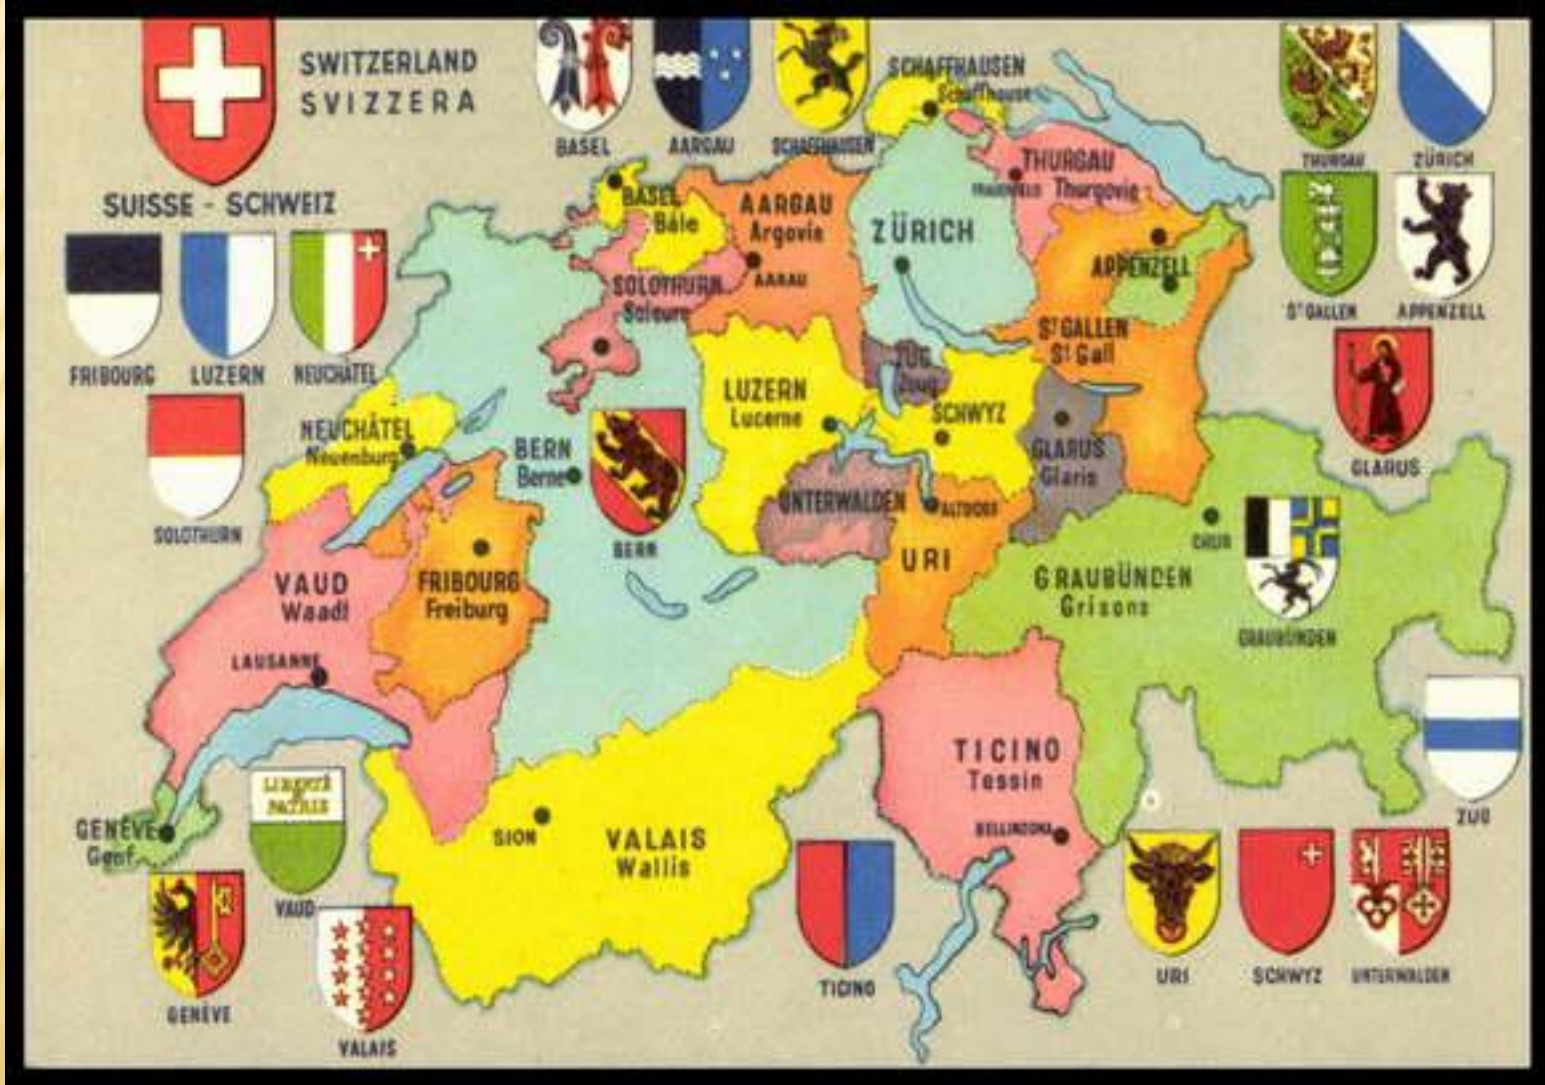 SWITZERLAND
SVIZZERA
SUISSE - SCHWEIZ
BASEL
AARGAU
SCHAFFHAUSEN
SCHAFFHAUSEN
Schaffhouse
THURGAU
ZÜRICH
FRIBOURG
LUZERN
NEUCHÂTEL
BASEL
Bâle
AARGAU
Argovie
AARAU
ZÜRICH
THURGAU
FRAUENFELD Thurgovie
APPENZELL
ST GALLEN
APPENZELL
SOLOTHURN
Soleure
ST GALLEN
St Gall
ZUG
Zoug
LUZERN
Lucerne
SCHWYZ
GLARUS
Glaris
GLARUS
NEUCHÂTEL
Neuenburg
SOLOTHURN
BERN
Berne
BERN
UNTERWALDEN
ALTDORF
URI
CHUR
GRAUBÜNDEN
Grisons
GRAUBÜNDEN
VAUD
Waadt
FRIBOURG
Freiburg
LAUSANNE
TICINO
Tessin
BELLINZONA
ZUG
LIBERTÉ
ET
PATRIE
GENÈVE
Genf
VAUD
SION
VALAIS
Wallis
GENÈVE
VALAIS
TICINO
URI
SCHWYZ
UNTERWALDEN